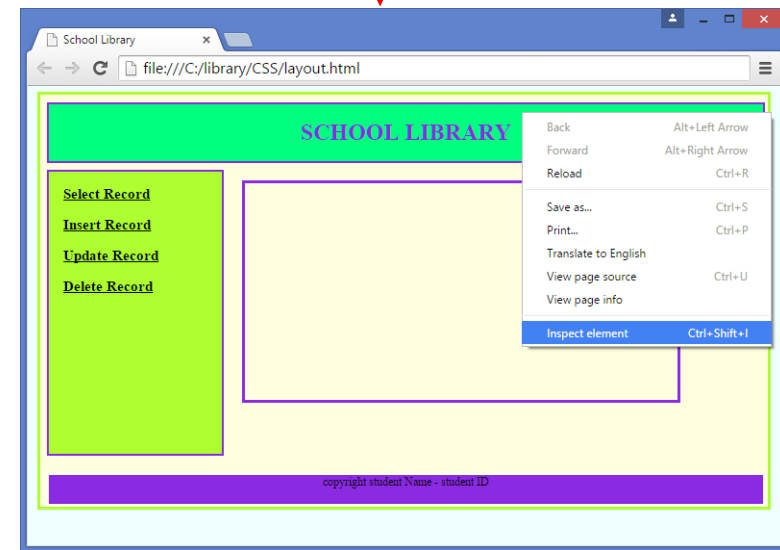 School Library ×
file:///C:/library/CSS/layout.html
SCHOOL LIBRARY
Select Record
Insert Record
Update Record
Delete Record
Back Alt+Left Arrow
Forward Alt+Right Arrow
Reload Ctrl+R
Save as... Ctrl+S
Print... Ctrl+P
Translate to English
View page source Ctrl+U
View page info
Inspect element Ctrl+Shift+I
copyright student Name - student ID